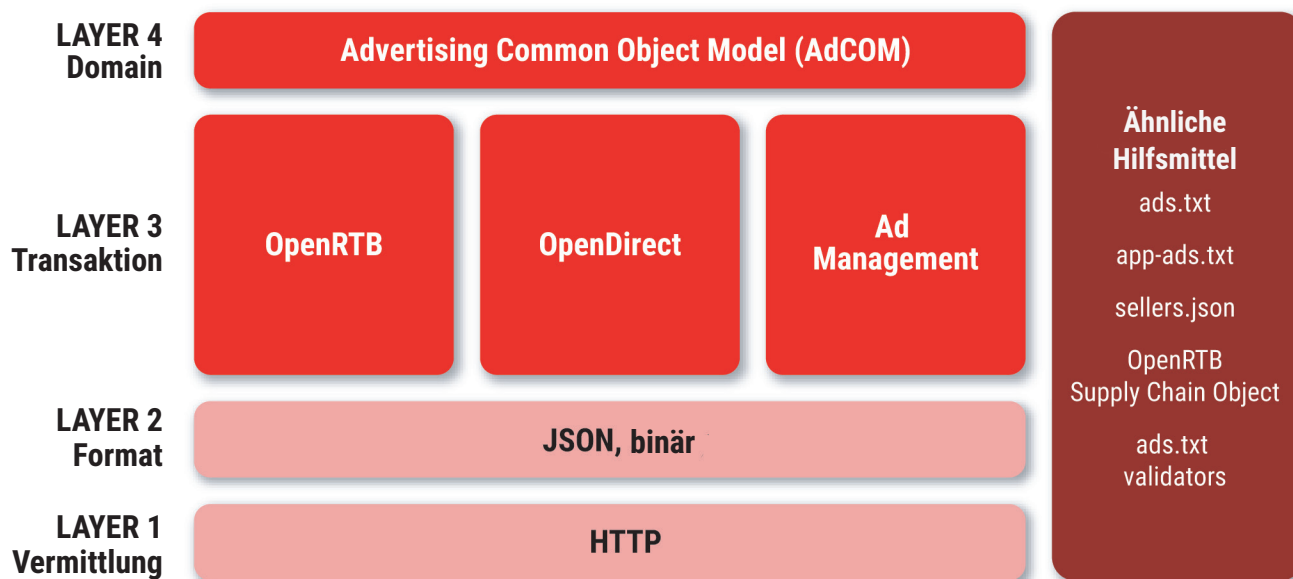 LAYER 4
Domain
Advertising Common Object Model (AdCOM)
LAYER 3
Transaktion
OpenRTB
OpenDirect
Ad
Management
LAYER 2
Format
JSON, binär
LAYER 1
Vermittlung
HTTP
Ähnliche
Hilfsmittel
ads.txt
app-ads.txt
sellers.json
OpenRTB
Supply Chain Object
ads.txt
validators